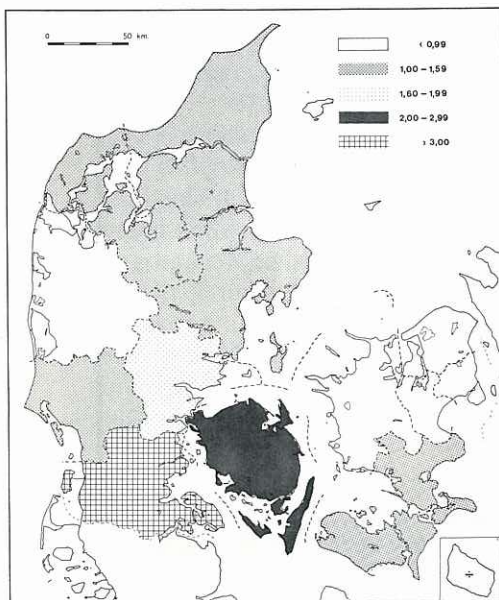 0 50 km.
< 0,99
1,00 – 1,59
1,60 – 1,99
2,00 – 2,99
≥ 3,00